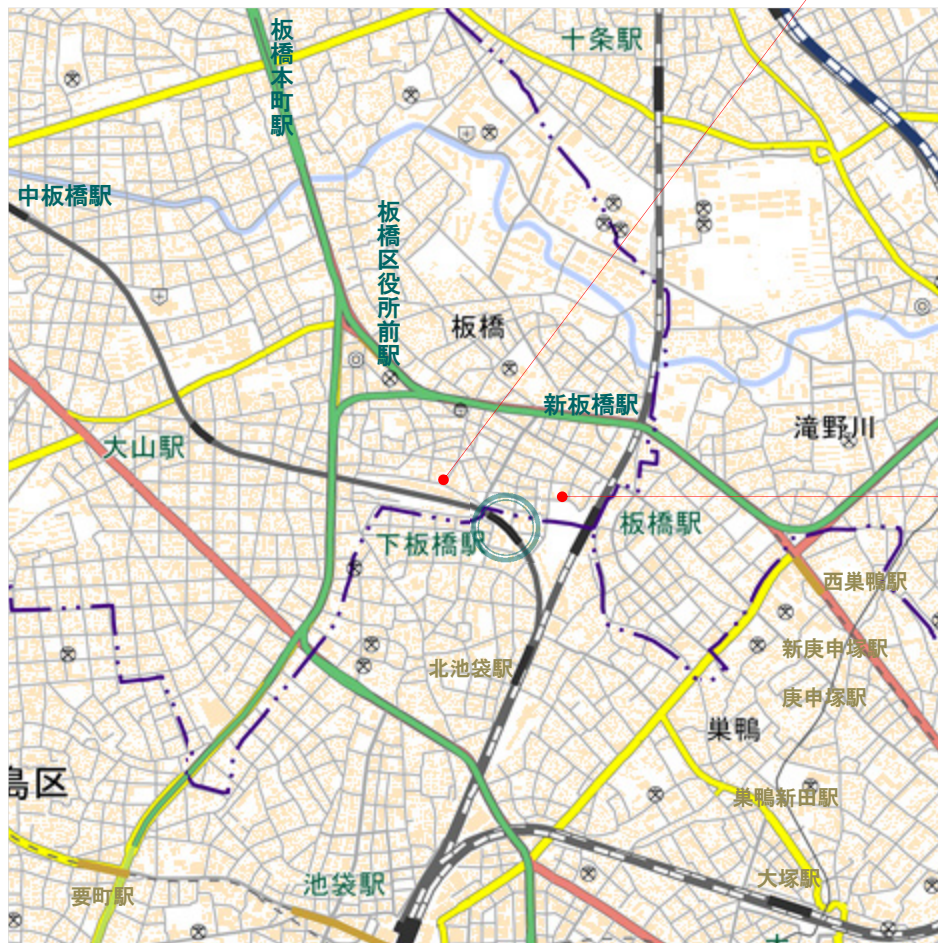 板橋本町駅
十条駅
中板橋駅
板橋区役所前駅
板橋
新板橋駅
滝野川
大山駅
板橋駅
下板橋駅
西巣鴨駅
新庚申塚駅
北池袋駅
庚申塚駅
巣鴨
島区
巣鴨新田駅
池袋駅
大塚駅
要町駅